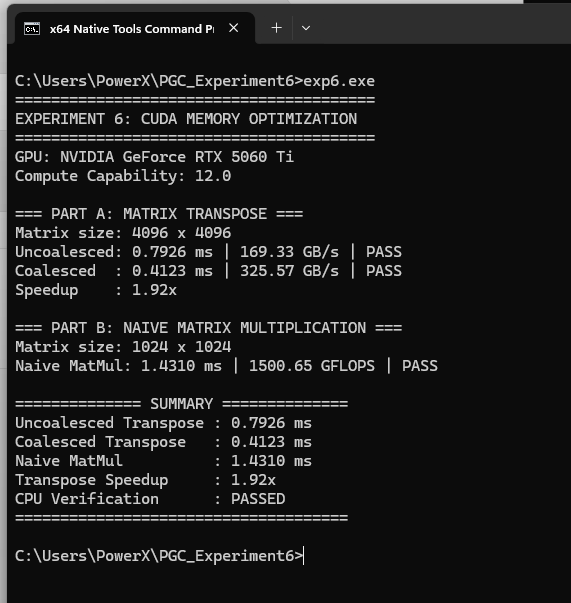 x64 Native Tools Command P
C:\Users\PowerX\PGC_Experiment6>exp6.exe
========================================
EXPERIMENT 6: CUDA MEMORY OPTIMIZATION
========================================
GPU: NVIDIA GeForce RTX 5060 Ti
Compute Capability: 12.0

=== PART A: MATRIX TRANSPOSE ===
Matrix size: 4096 x 4096
Uncoalesced: 0.7926 ms | 169.33 GB/s | PASS
Coalesced  : 0.4123 ms | 325.57 GB/s | PASS
Speedup    : 1.92x

=== PART B: NAIVE MATRIX MULTIPLICATION ===
Matrix size: 1024 x 1024
Naive MatMul: 1.4310 ms | 1500.65 GFLOPS | PASS

============== SUMMARY ==============
Uncoalesced Transpose : 0.7926 ms
Coalesced Transpose   : 0.4123 ms
Naive MatMul          : 1.4310 ms
Transpose Speedup     : 1.92x
CPU Verification      : PASSED
=====================================

C:\Users\PowerX\PGC_Experiment6>